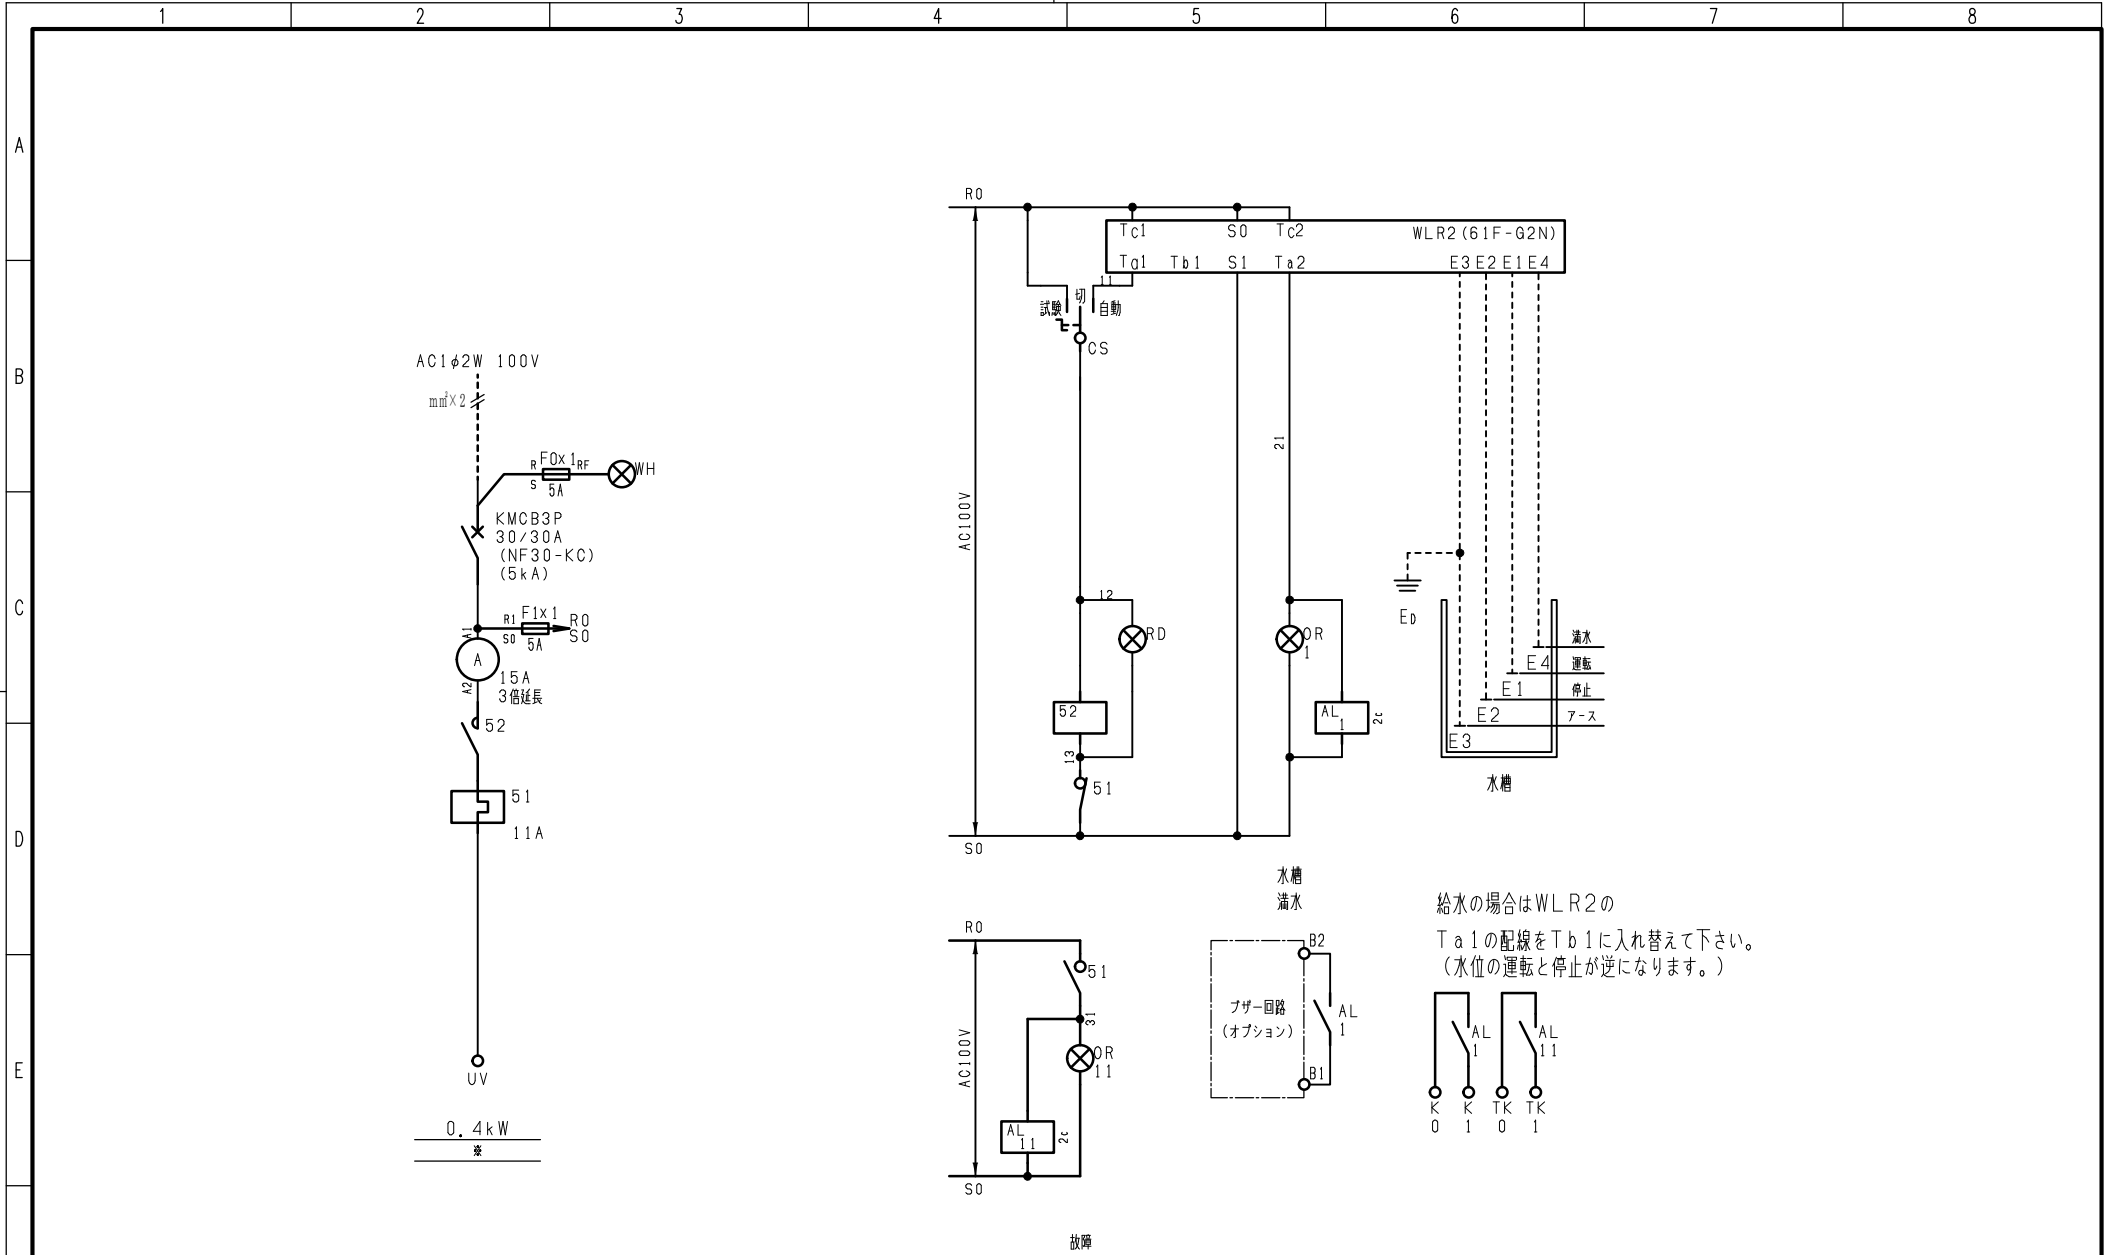 1 2 3 4 5 6 7 8
A
B
C
D
E
AC1φ2W 100V
mm²×2
R F0x1 RF
S 5A
WH
KMCB3P
30/30A
(NF30-KC)
(5kA)
R1 F1x1 R0
S0 5A S0
A1
A
A2
15A
3倍延長
52
51
11A
UV
0.4kW
※
R0
Tc1 S0 Tc2 WLR2(61F-G2N)
Ta1 Tb1 S1 Ta2 E3 E2 E1 E4
11
試験 切 自動
CS
21
AC100V
12
RD
OR
1
52
AL
1
2c
13
51
S0
ED
満水
E4 運転
E1 停止
E2 アース
E3
水槽
水槽
満水
R0
51
31
AC100V
OR
11
AL
11
2c
S0
故障
B2
ブザー回路
(オプション)
AL
1
B1
給水の場合はWLR2の
Ta1の配線をTb1に入れ替えて下さい。
(水位の運転と停止が逆になります。)
AL AL
1 11
K K TK TK
0 1 0 1